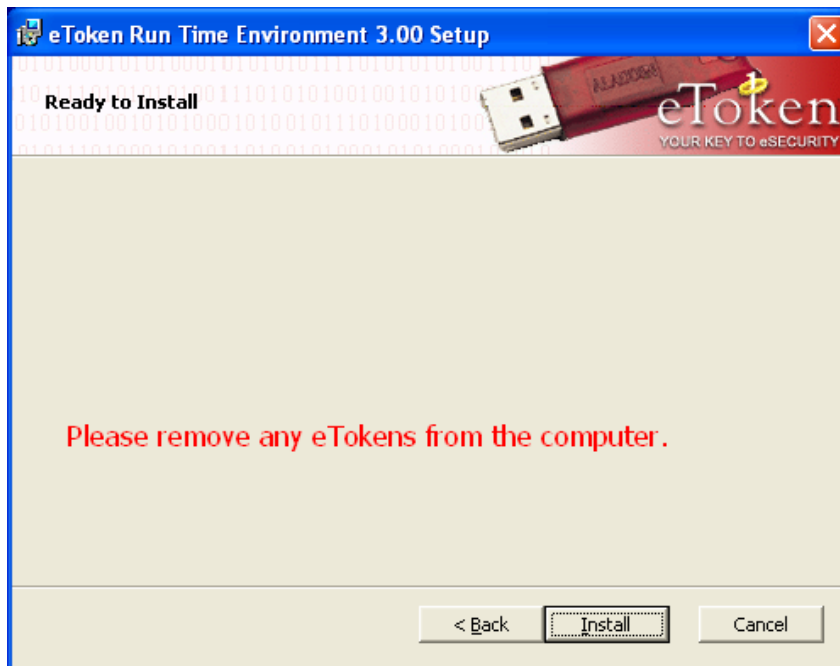 eToken Run Time Environment 3.00 Setup
Ready to Install
ALADDIN
eToken
YOUR KEY TO eSECURITY
Please remove any eTokens from the computer.
< Back
Install
Cancel